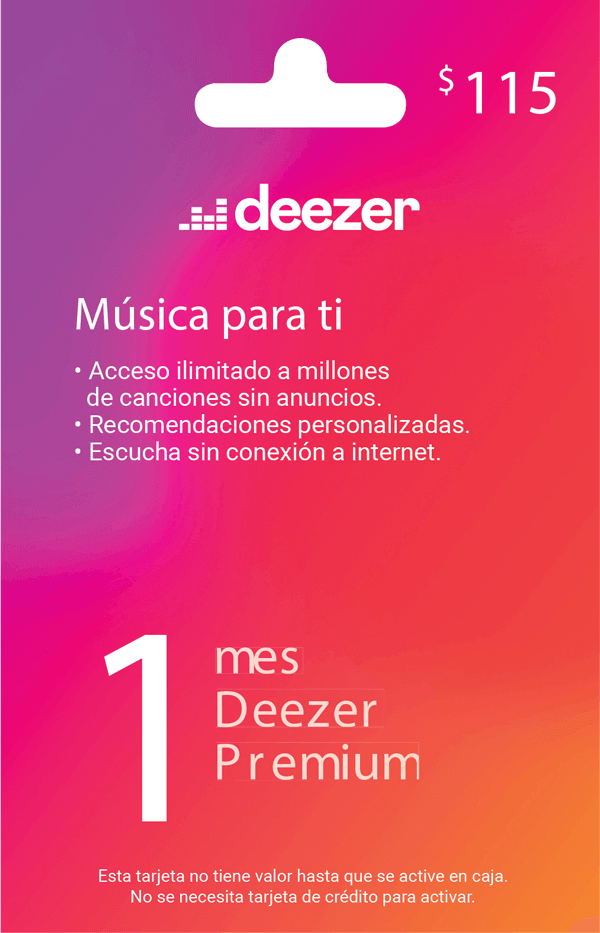 $ 115
deezer
Música para ti
• Acceso ilimitado a millones
de canciones sin anuncios.
• Recomendaciones personalizadas.
• Escucha sin conexión a internet.
1
mes
Deezer
Premium
Esta tarjeta no tiene valor hasta que se active en caja.
No se necesita tarjeta de crédito para activar.